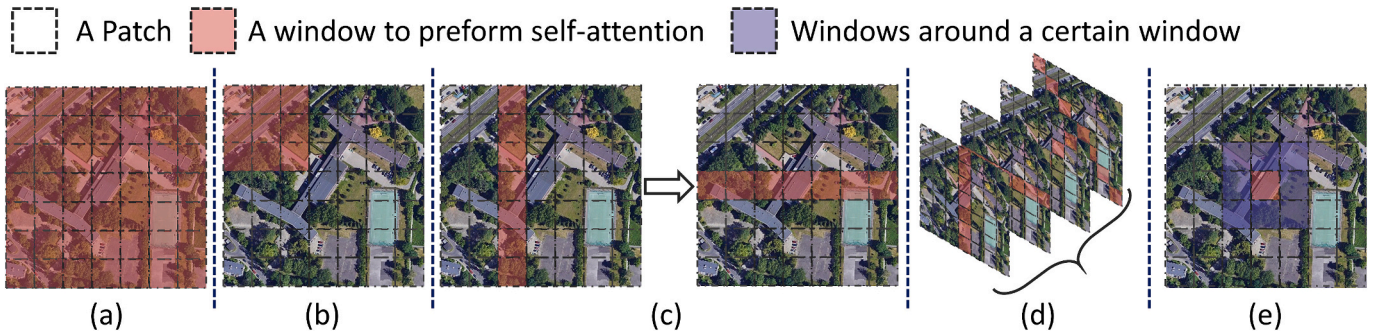 A Patch
A window to preform self-attention
Windows around a certain window
(a)
(b)
(c)
(d)
(e)